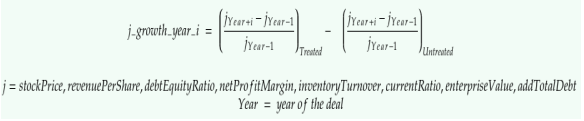 j_growth_year_i = ( (j_{Year+i} − j_{Year−1}) / j_{Year−1} )_{Treated} − ( (j_{Year+i} − j_{Year−1}) / j_{Year−1} )_{Untreated}
j = stockPrice, revenuePerShare, debtEquityRatio, netProfitMargin, inventoryTurnover, currentRatio, enterpriseValue, addTotalDebt
Year = year of the deal